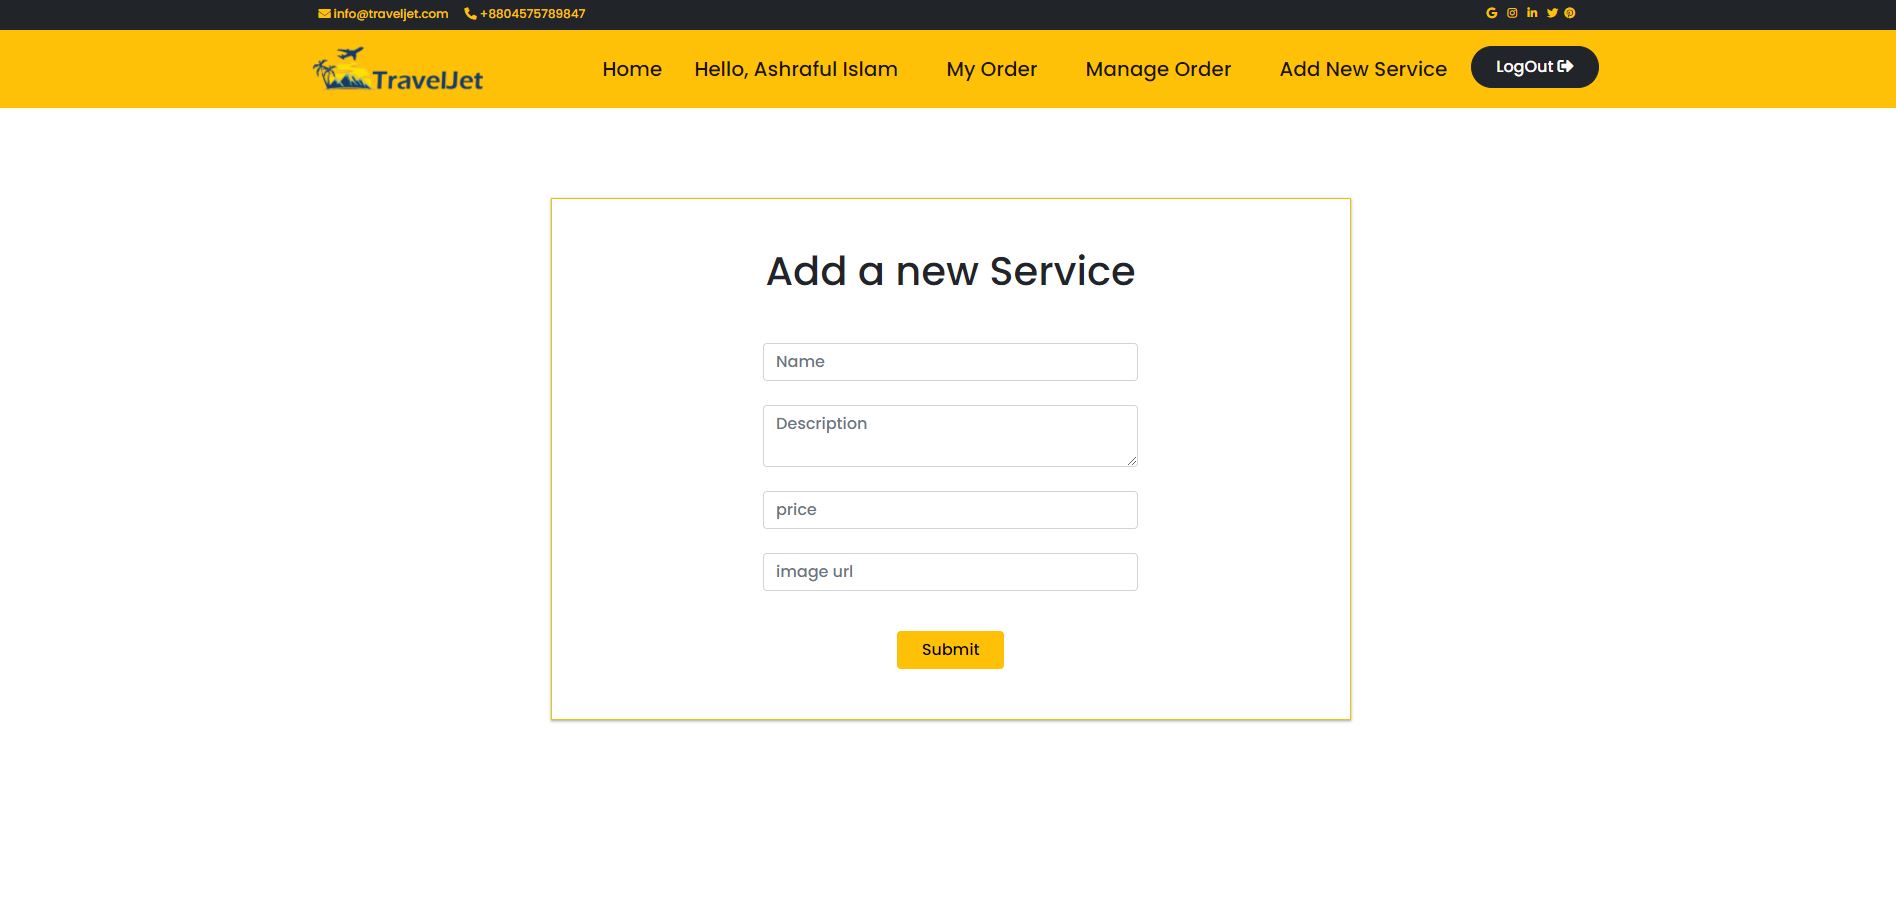 info@traveljet.com +8804575789847
TravelJet
Home Hello, Ashraful Islam My Order Manage Order Add New Service LogOut
Add a new Service
Name
Description
price
image url
Submit